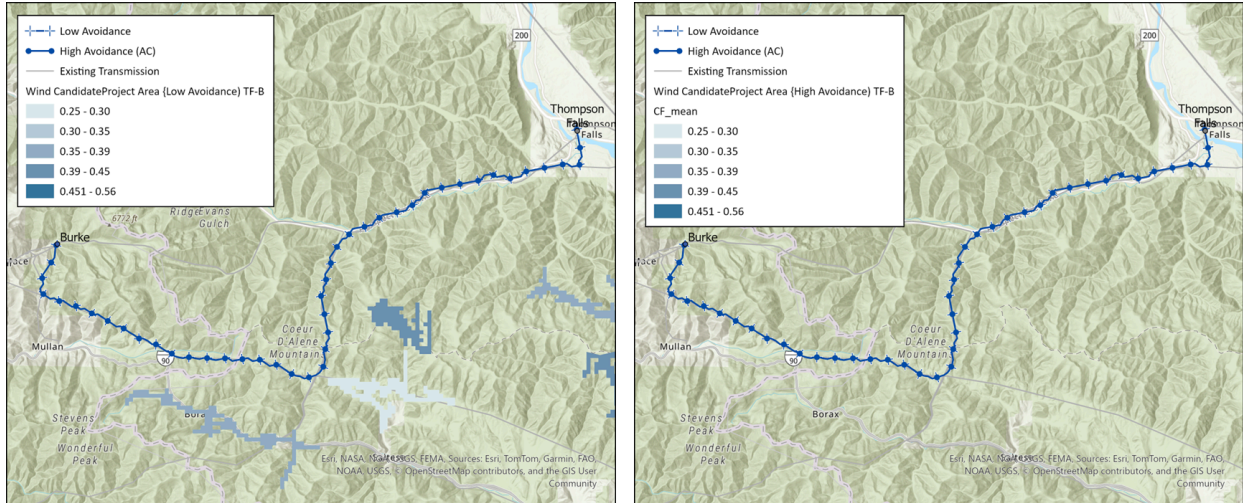 Low Avoidance
High Avoidance (AC)
Existing Transmission
Wind CandidateProject Area {Low Avoidance) TF-B
0.25 - 0.30
0.30 - 0.35
0.35 - 0.39
0.39 - 0.45
0.451 - 0.56
200
Thompson
Falls
Falls
6722 ft
Evans
Gulch
Burke
Mullan
90
Coeur
D'Alene
Mountains
Stevens
Peak
Wonderful
Peak
Esri, NASA, NGA, USGS, FEMA, Sources: Esri, TomTom, Garmin, FAO,
NOAA, USGS, © OpenStreetMap contributors, and the GIS User
Community
Low Avoidance
High Avoidance (AC)
Existing Transmission
Wind CandidateProject Area {High Avoidance) TF-B
CF_mean
0.25 - 0.30
0.30 - 0.35
0.35 - 0.39
0.39 - 0.45
0.451 - 0.56
200
Thompson
Falls
Falls
Burke
Mullan
90
Coeur
D'Alene
Mountains
Borax
Stevens
Peak
Wonderful
Peak
Esri, NASA, NGA, USGS, FEMA, Sources: Esri, TomTom, Garmin, FAO,
NOAA, USGS, © OpenStreetMap contributors, and the GIS User
Community